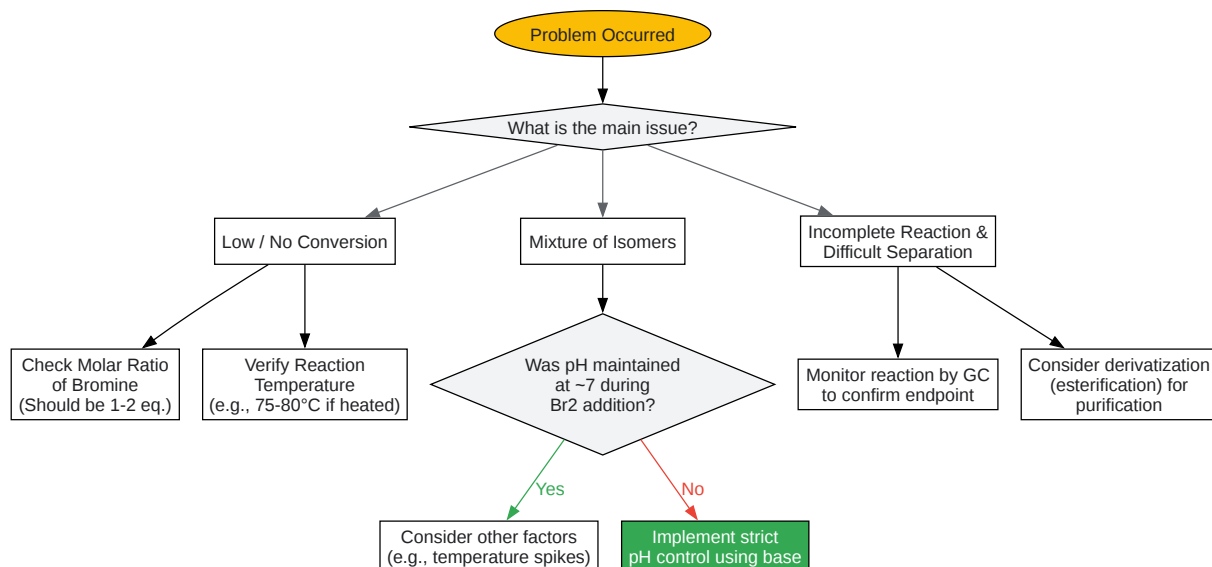 Problem Occurred
What is the main issue?
Low / No Conversion
Mixture of Isomers
Incomplete Reaction &
Difficult Separation
Check Molar Ratio
of Bromine
(Should be 1-2 eq.)
Verify Reaction
Temperature
(e.g., 75-80°C if heated)
Was pH maintained
at ~7 during
Br2 addition?
Monitor reaction by GC
to confirm endpoint
Consider derivatization
(esterification) for
purification
Yes
No
Consider other factors
(e.g., temperature spikes)
Implement strict
pH control using base